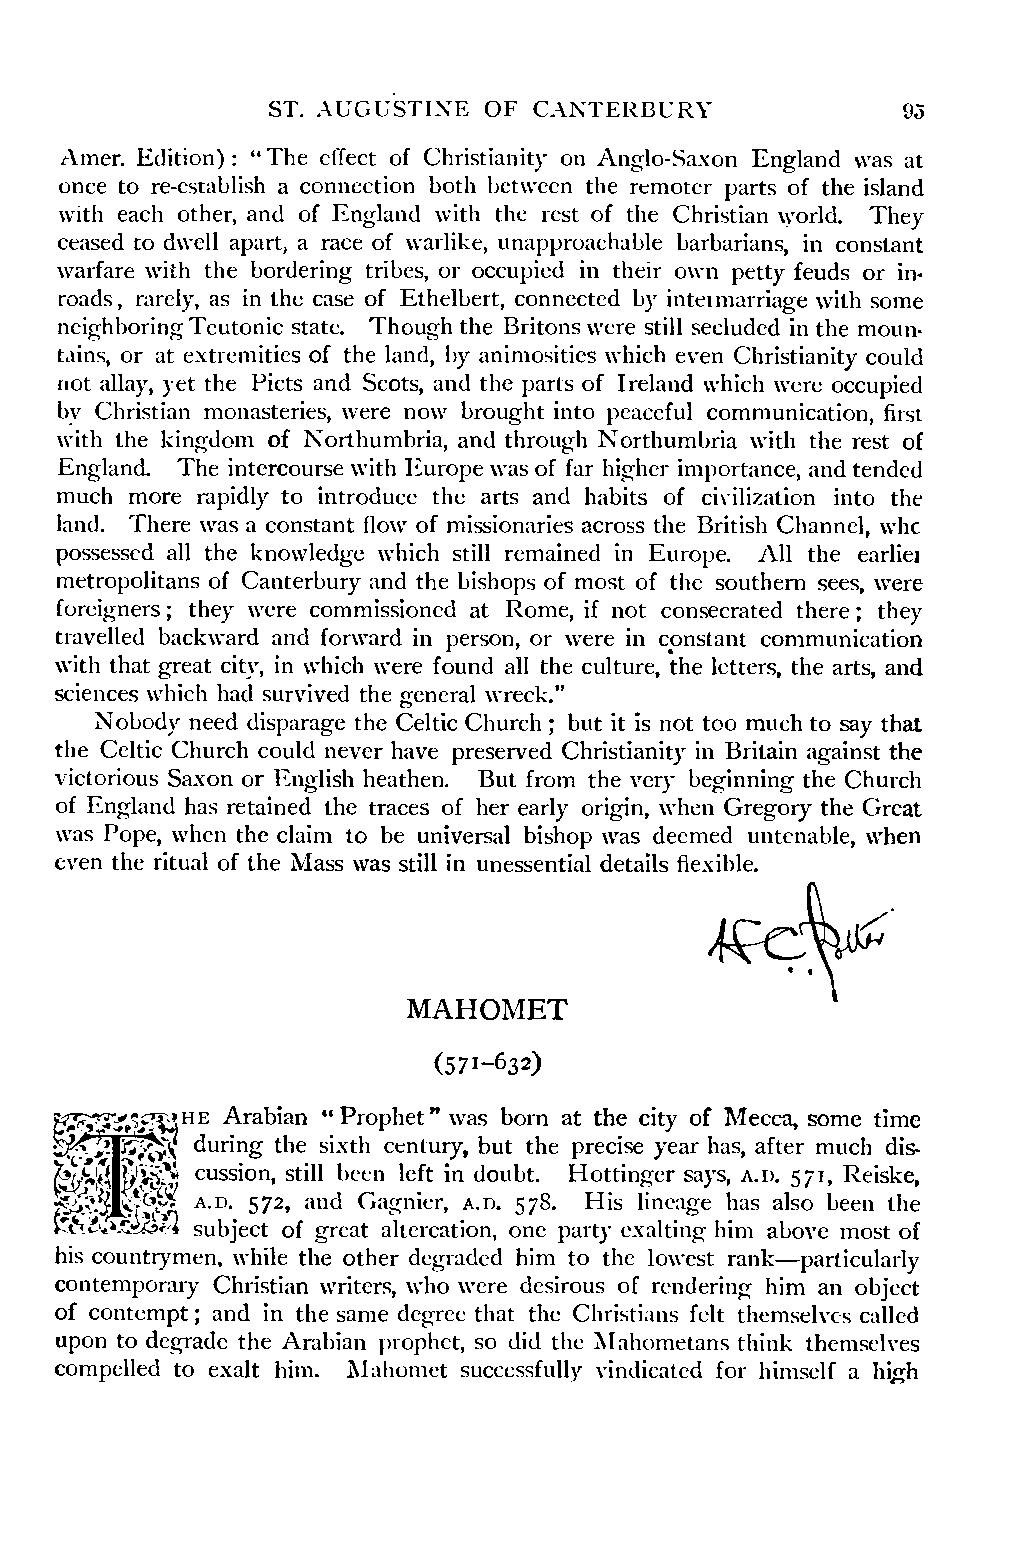 ST. AUGUSTINE OF CANTERBURY 95
Amer. Edition): “The effect of Christianity on Anglo-Saxon England was at
once to re-establish a connection both between the remoter parts of the island
with each other, and of England with the rest of the Christian world. They
ceased to dwell apart, a race of warlike, unapproachable barbarians, in constant
warfare with the bordering tribes, or occupied in their own petty feuds or in-
roads, rarely, as in the case of Ethelbert, connected by intermarriage with some
neighboring Teutonic state. Though the Britons were still secluded in the moun-
tains, or at extremities of the land, by animosities which even Christianity could
not allay, yet the Picts and Scots, and the parts of Ireland which were occupied
by Christian monasteries, were now brought into peaceful communication, first
with the kingdom of Northumbria, and through Northumbria with the rest of
England. The intercourse with Europe was of far higher importance, and tended
much more rapidly to introduce the arts and habits of civilization into the
land. There was a constant flow of missionaries across the British Channel, who
possessed all the knowledge which still remained in Europe. All the earlier
metropolitans of Canterbury and the bishops of most of the southern sees, were
foreigners; they were commissioned at Rome, if not consecrated there; they
travelled backward and forward in person, or were in constant communication
with that great city, in which were found all the culture, the letters, the arts, and
sciences which had survived the general wreck.”
Nobody need disparage the Celtic Church; but it is not too much to say that
the Celtic Church could never have preserved Christianity in Britain against the
victorious Saxon or English heathen. But from the very beginning the Church
of England has retained the traces of her early origin, when Gregory the Great
was Pope, when the claim to be universal bishop was deemed untenable, when
even the ritual of the Mass was still in unessential details flexible.
H C Potter
MAHOMET
(571–632)
THE Arabian “Prophet” was born at the city of Mecca, some time
during the sixth century, but the precise year has, after much dis-
cussion, still been left in doubt. Hottinger says, A.D. 571, Reiske,
A.D. 572, and Gagnier, A.D. 578. His lineage has also been the
subject of great altercation, one party exalting him above most of
his countrymen, while the other degraded him to the lowest rank—particularly
contemporary Christian writers, who were desirous of rendering him an object
of contempt; and in the same degree that the Christians felt themselves called
upon to degrade the Arabian prophet, so did the Mahometans think themselves
compelled to exalt him. Mahomet successfully vindicated for himself a high